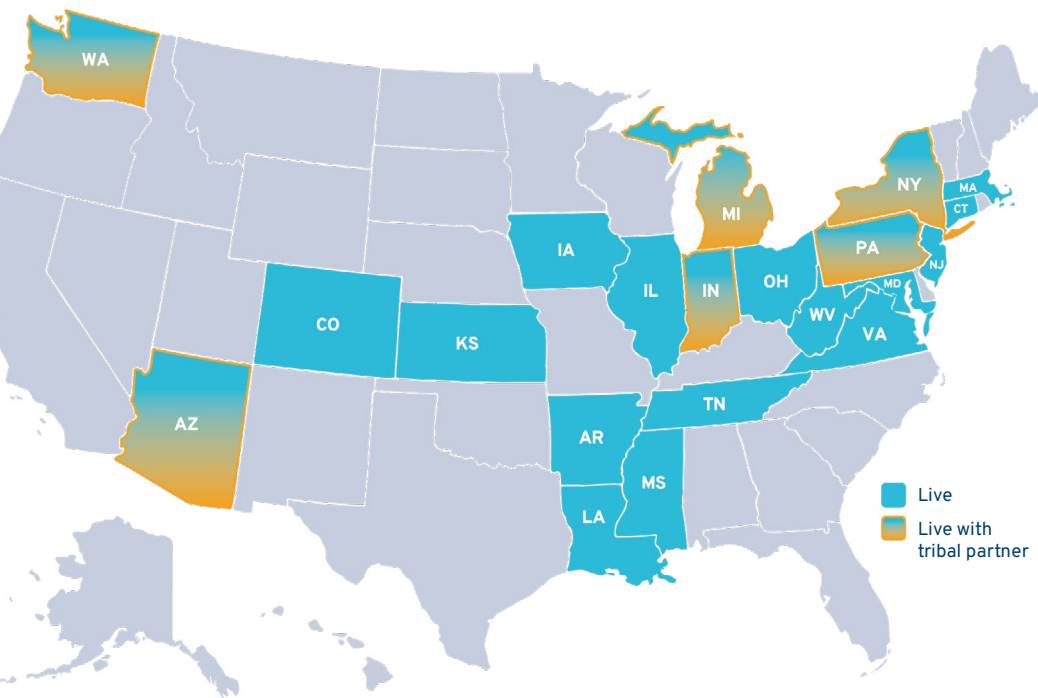 WA
NY
MA
CT
MI
PA
NJ
IA
IL
IN
OH
MD
WV
VA
CO
KS
TN
AZ
AR
MS
LA
Live
Live with
tribal partner